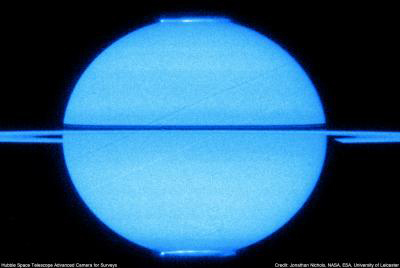 Hubble Space Telescope Advanced Camera for Surveys
Credit: Jonathan Nichols, NASA, ESA, University of Leicester